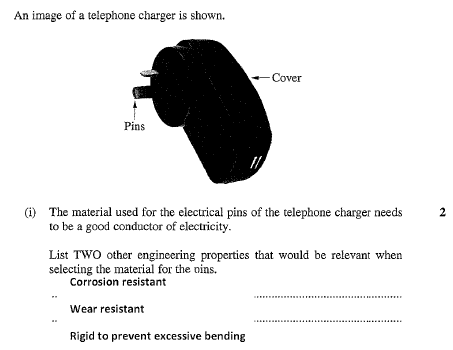 An image of a telephone charger is shown.
Cover
Pins
(i) The material used for the electrical pins of the telephone charger needs 2
to be a good conductor of electricity.
List TWO other engineering properties that would be relevant when
selecting the material for the pins.
Corrosion resistant
Wear resistant
Rigid to prevent excessive bending